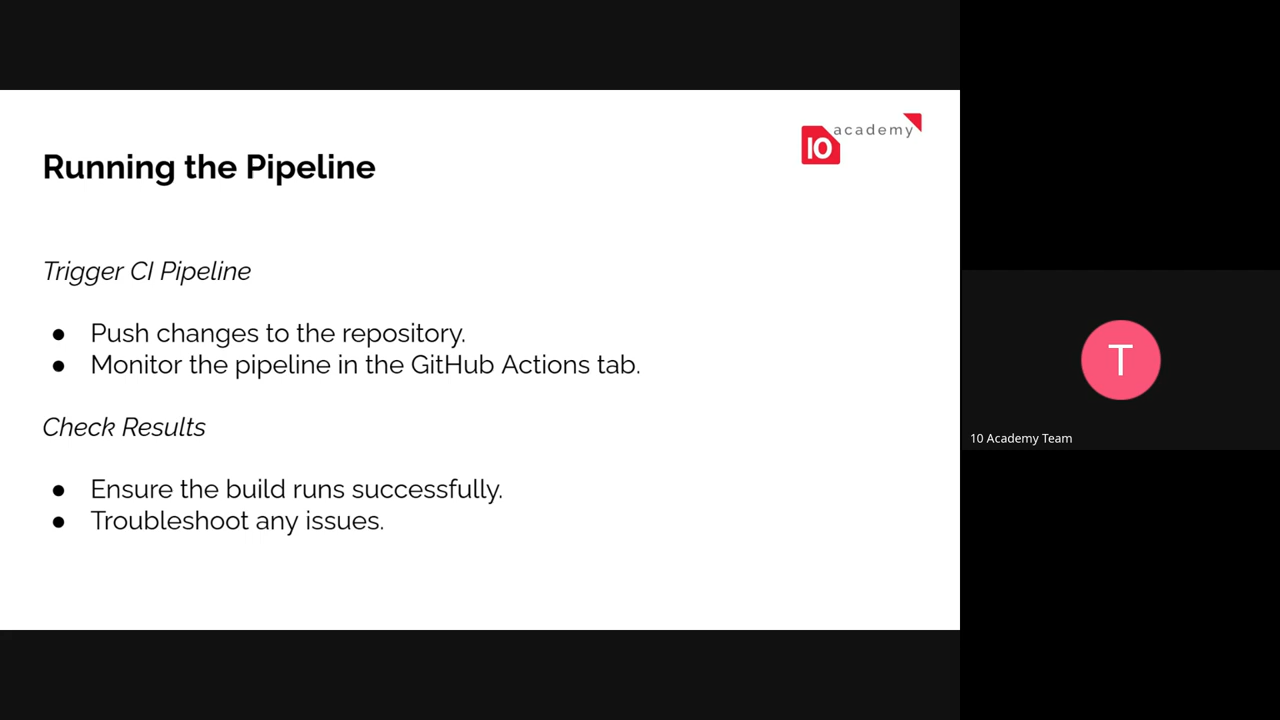 10 academy
Running the Pipeline
Trigger CI Pipeline
● Push changes to the repository.
● Monitor the pipeline in the GitHub Actions tab.
Check Results
● Ensure the build runs successfully.
● Troubleshoot any issues.
T
10 Academy Team